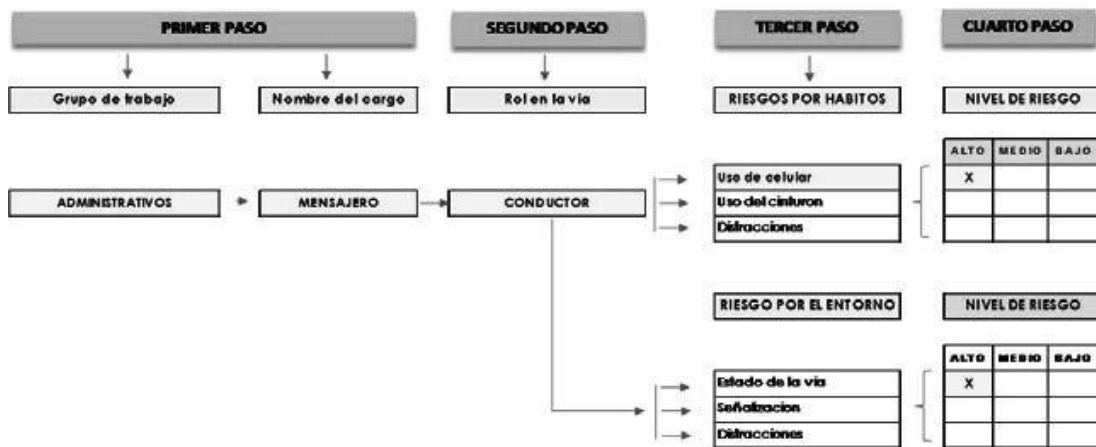 PRIMER PASO SEGUNDO PASO TERCER PASO CUARTO PASO
Grupo de trabajo Nombre del cargo Rol en la via RIESGOS POR HABITOS NIVEL DE RIESGO
ALTO MEDIO BAJO
Uso de celular X
ADMINISTRATIVOS MENSAJERO CONDUCTOR Uso del cinturon
Distracciones
RIESGO POR EL ENTORNO NIVEL DE RIESGO
ALTO MEDIO BAJO
Estado de la via X
Señalizacion
Distracciones